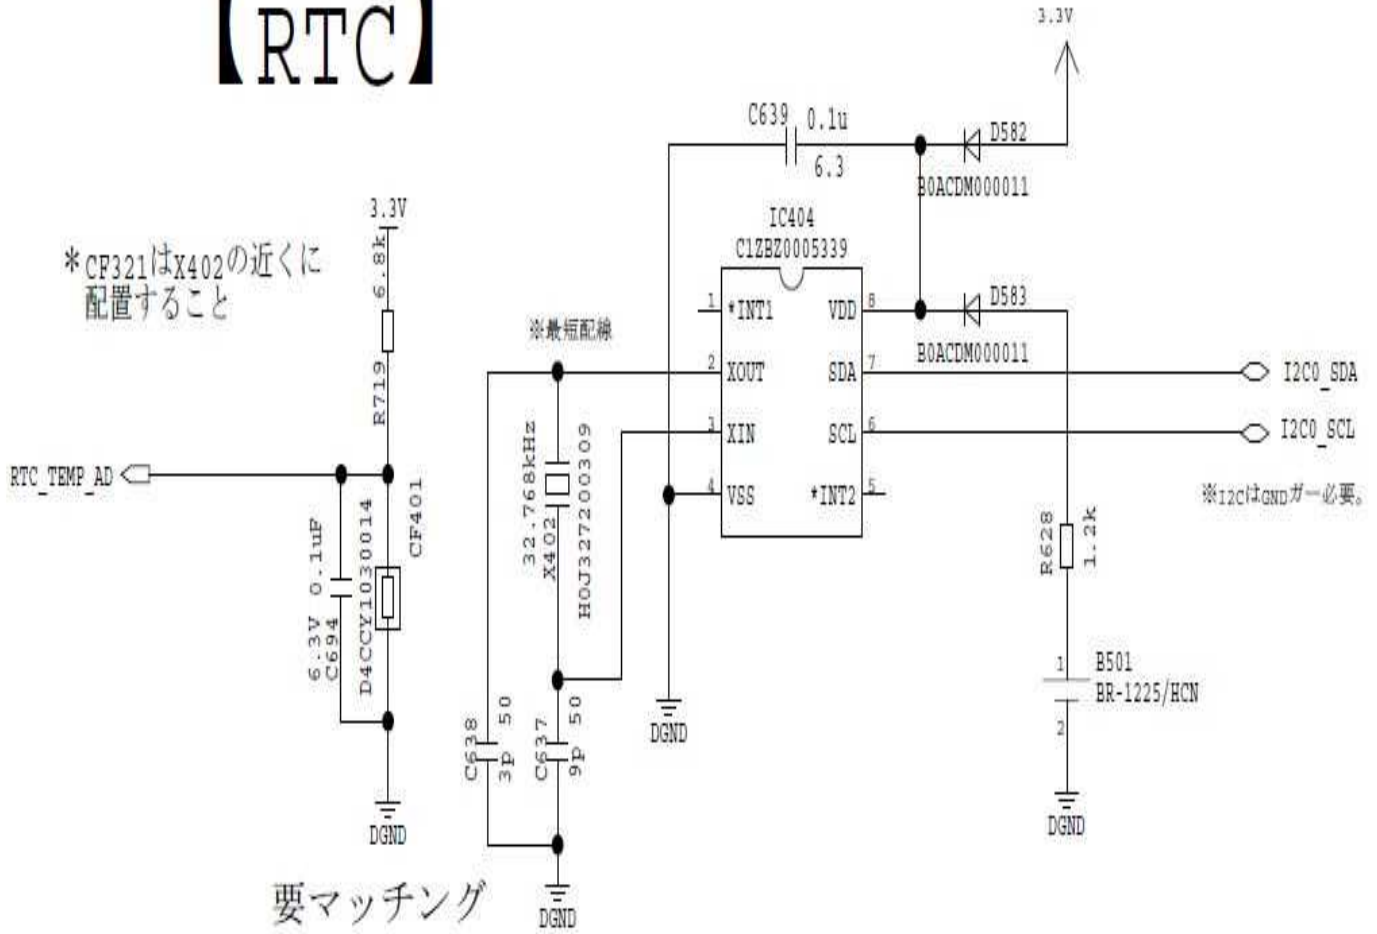 【RTC】
3.3V
C639 0.1u
6.3
D582
B0ACDM000011
3.3V
6.8k
R719
*CF321はX402の近くに
配置すること
IC404
C1ZBZ0005339
1 *INT1
2 XOUT
3 XIN
4 VSS
VDD 8
SDA 7
SCL 6
*INT2 5
D583
B0ACDM000011
※最短配線
I2C0_SDA
I2C0_SCL
※I2CはGNDガー必要。
RTC_TEMP_AD
6.3V 0.1uF
C694
D4CCY1030014
CF401
32.768kHz
X402
H0J327200309
R628
1.2k
1
B501
BR-1225/HCN
2
C638
3p 50
C637
9p 50
DGND
DGND
DGND
DGND
要マッチング